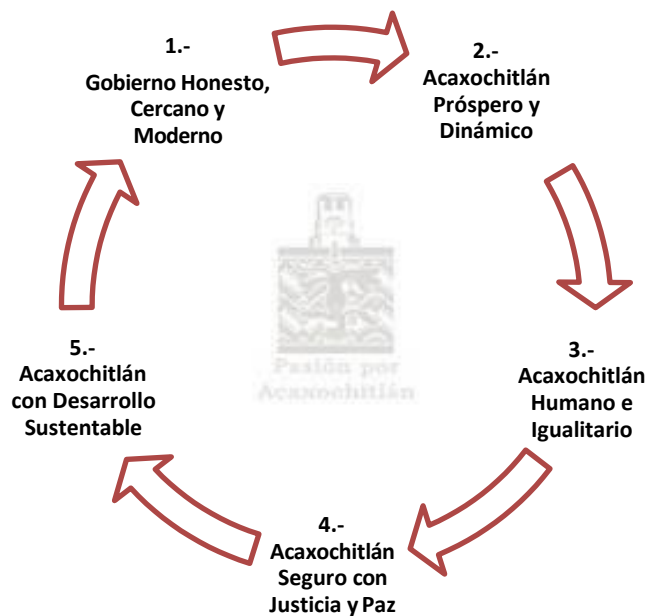 1.-
Gobierno Honesto,
Cercano y
Moderno
2.-
Acaxochitlán
Próspero y
Dinámico
3.-
Acaxochitlán
Humano e
Igualitario
4.-
Acaxochitlán
Seguro con
Justicia y Paz
5.-
Acaxochitlán
con Desarrollo
Sustentable
Pasión por
Acaxochitlán